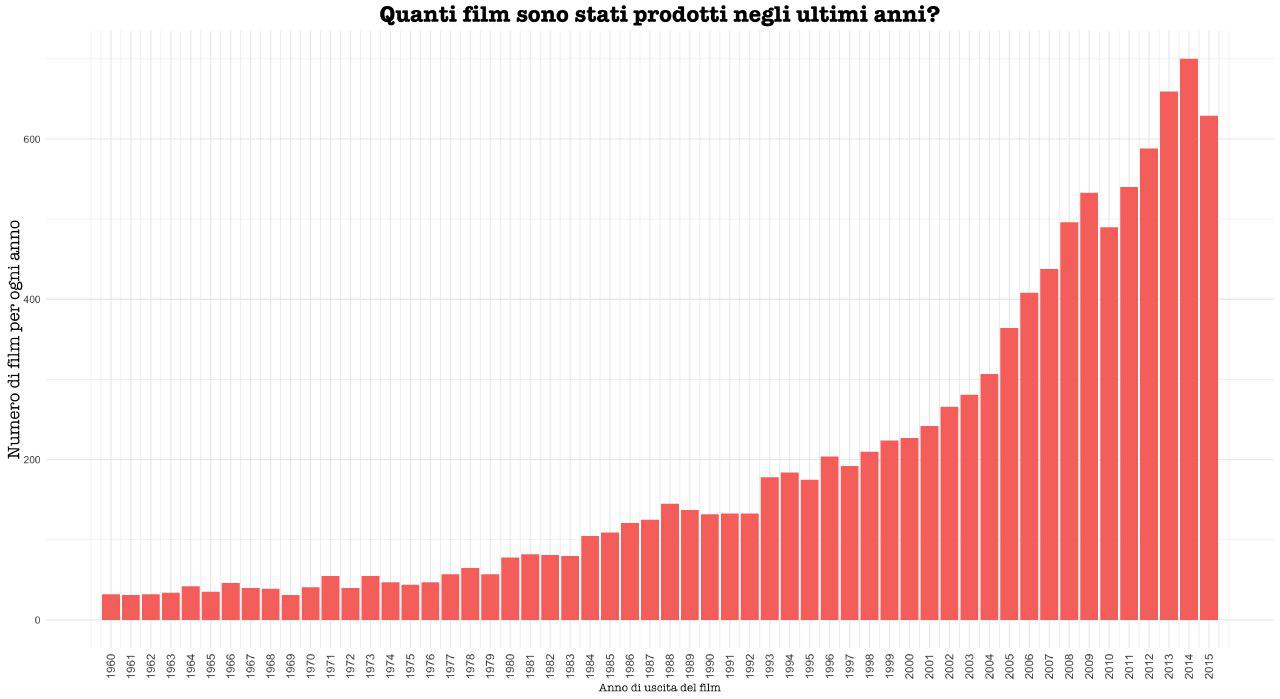 Quanti film sono stati prodotti negli ultimi anni?
Numero di film per ogni anno
600
400
200
0
1960 1961 1962 1963 1964 1965 1966 1967 1968 1969 1970 1971 1972 1973 1974 1975 1976 1977 1978 1979 1980 1981 1982 1983 1984 1985 1986 1987 1988 1989 1990 1991 1992 1993 1994 1995 1996 1997 1998 1999 2000 2001 2002 2003 2004 2005 2006 2007 2008 2009 2010 2011 2012 2013 2014 2015
Anno di uscita del film